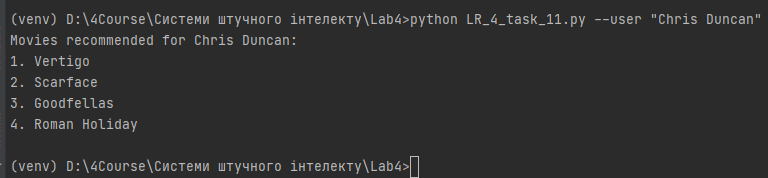 (venv) D:\4Course\Системи штучного інтелекту\Lab4>python LR_4_task_11.py --user "Chris Duncan"
Movies recommended for Chris Duncan:
1. Vertigo
2. Scarface
3. Goodfellas
4. Roman Holiday
(venv) D:\4Course\Системи штучного інтелекту\Lab4>